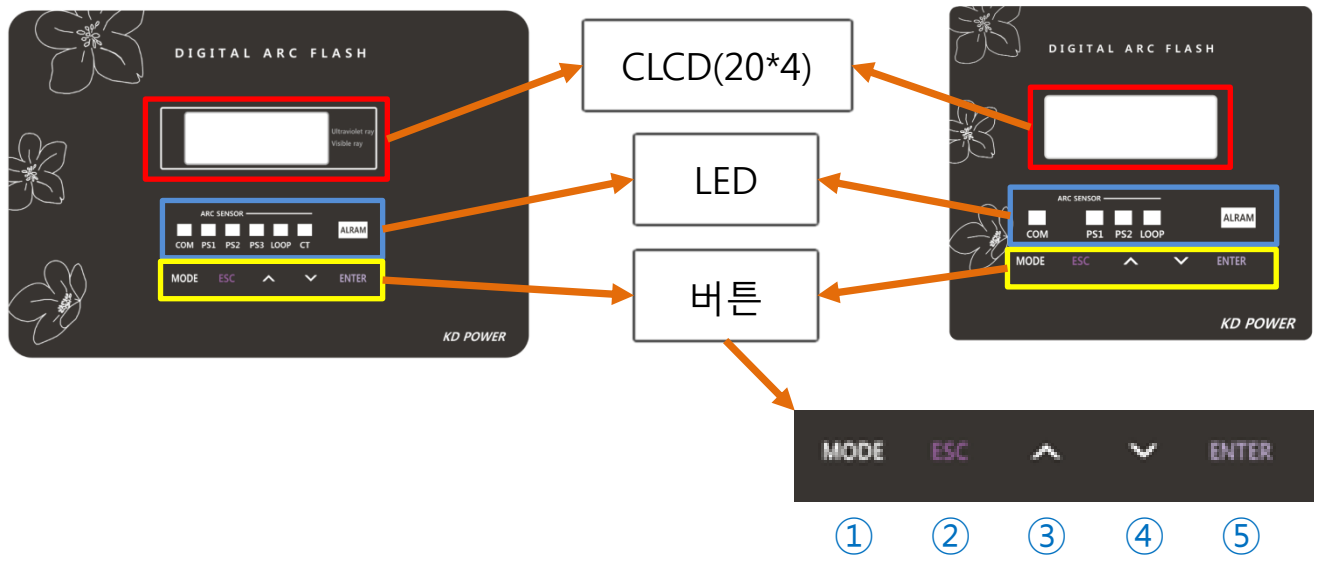 DIGITAL ARC FLASH
Ultraviolet ray
Visible ray
ARC SENSOR
COM PS1 PS2 PS3 LOOP CT
ALRAM
MODE ESC ENTER
KD POWER
CLCD(20*4)
LED
버튼
DIGITAL ARC FLASH
ARC SENSOR
COM PS1 PS2 LOOP
ALRAM
MODE ESC ENTER
KD POWER
MODE ESC ENTER
① ② ③ ④ ⑤